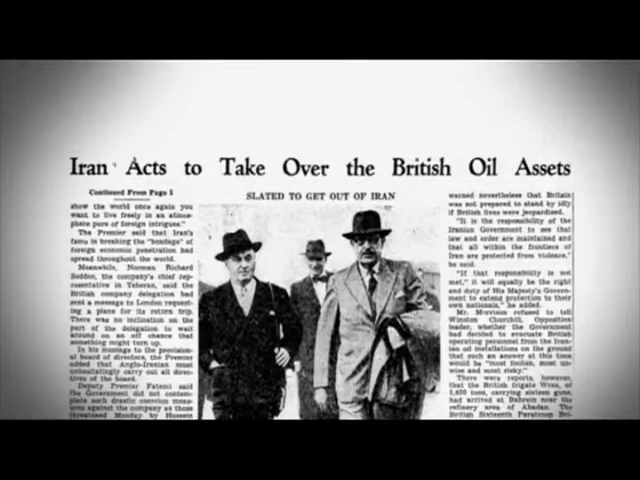 Iran Acts to Take Over the British Oil Assets
Continued From Page 1
show the world once again you
want to live freely in an atmos-
phere pure of foreign intrigue."
The Premier said that Iran's
fame in breaking the "bondage" of
foreign economic penetration had
spread throughout the world.
Meanwhile, Norman Richard
Seddon, the company's chief rep-
resentative in Teheran, said the
British company delegation had
sent a message to London request-
ing a plane for its return trip.
There was no inclination on the
part of the delegation to wait
around on an off chance that
something might turn up.
In his message to the provision-
al board of directors, the Premier
added that Anglo-Iranian must
unhesitatingly carry out all direc-
tives of the board.
Deputy Premier Fatemi said
the Government did not contem-
plate such drastic coercion meas-
ures against the company as those
threatened Monday by Hussein
SLATED TO GET OUT OF IRAN
warned nevertheless that Britain
was not prepared to stand by idly
if British lives were jeopardized.
"It is the responsibility of the
Iranian Government to see that
law and order are maintained and
that all within the frontiers of
Iran are protected from violence,"
he said.
"If that responsibility is not
met," it will equally be the right
and duty of His Majesty's Govern-
ment to extend protection to their
own nationals," he added.
Mr. Morrison refused to tell
Winston Churchill, Opposition
leader, whether the Government
had decided to evacuate British
operating personnel from the Iran-
ian oil installations on the ground
that such an answer at this time
would be "most foolish, most un-
wise and most risky."
There were reports, however,
that the British frigate Wren, of
1,400 tons, carrying sixteen guns,
had arrived at Bahrein near the
refinery area of Abadan. The
British Sixteenth Paratroop Bri-